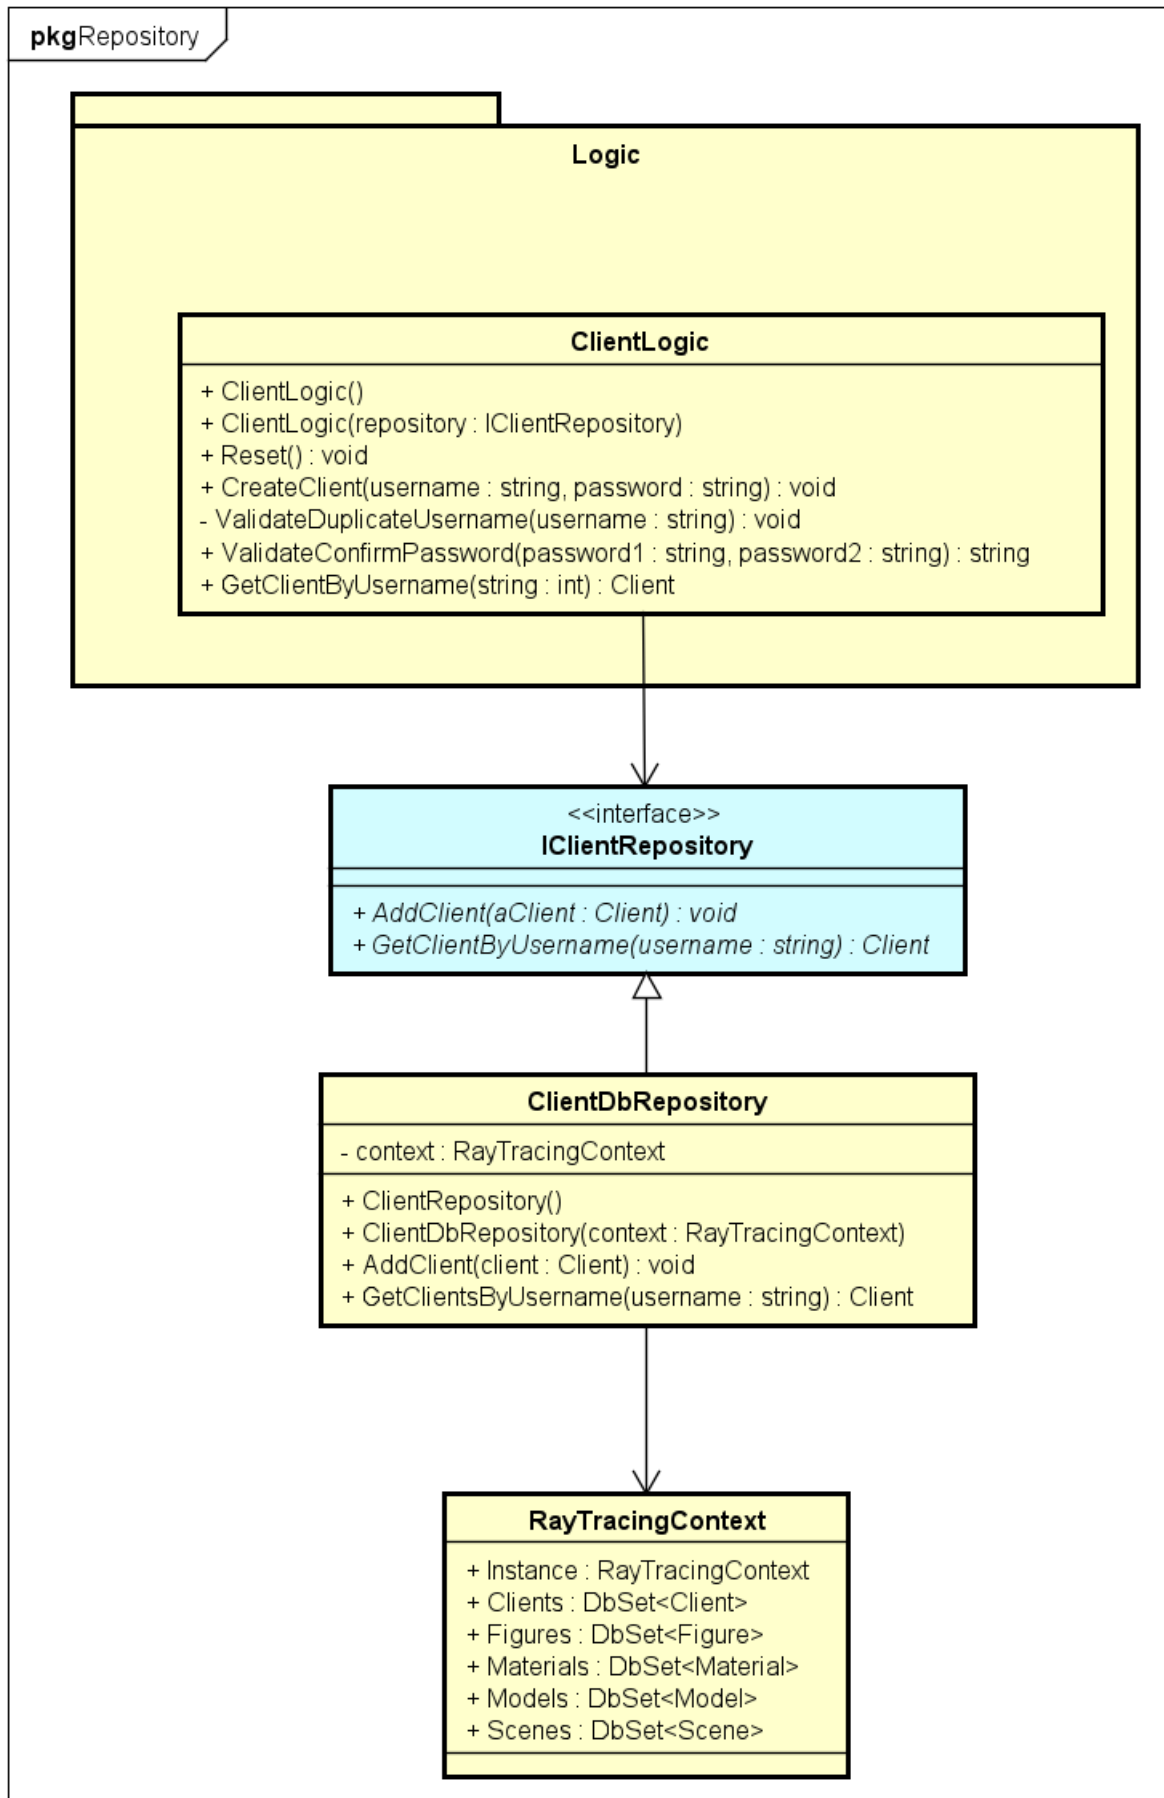 pkgRepository
Logic
ClientLogic
+ ClientLogic()
+ ClientLogic(repository : IClientRepository)
+ Reset() : void
+ CreateClient(username : string, password : string) : void
- ValidateDuplicateUsername(username : string) : void
+ ValidateConfirmPassword(password1 : string, password2 : string) : string
+ GetClientByUsername(string : int) : Client
<<interface>>
IClientRepository
+ AddClient(aClient : Client) : void
+ GetClientByUsername(username : string) : Client
ClientDbRepository
- context : RayTracingContext
+ ClientRepository()
+ ClientDbRepository(context : RayTracingContext)
+ AddClient(client : Client) : void
+ GetClientsByUsername(username : string) : Client
RayTracingContext
+ Instance : RayTracingContext
+ Clients : DbSet<Client>
+ Figures : DbSet<Figure>
+ Materials : DbSet<Material>
+ Models : DbSet<Model>
+ Scenes : DbSet<Scene>